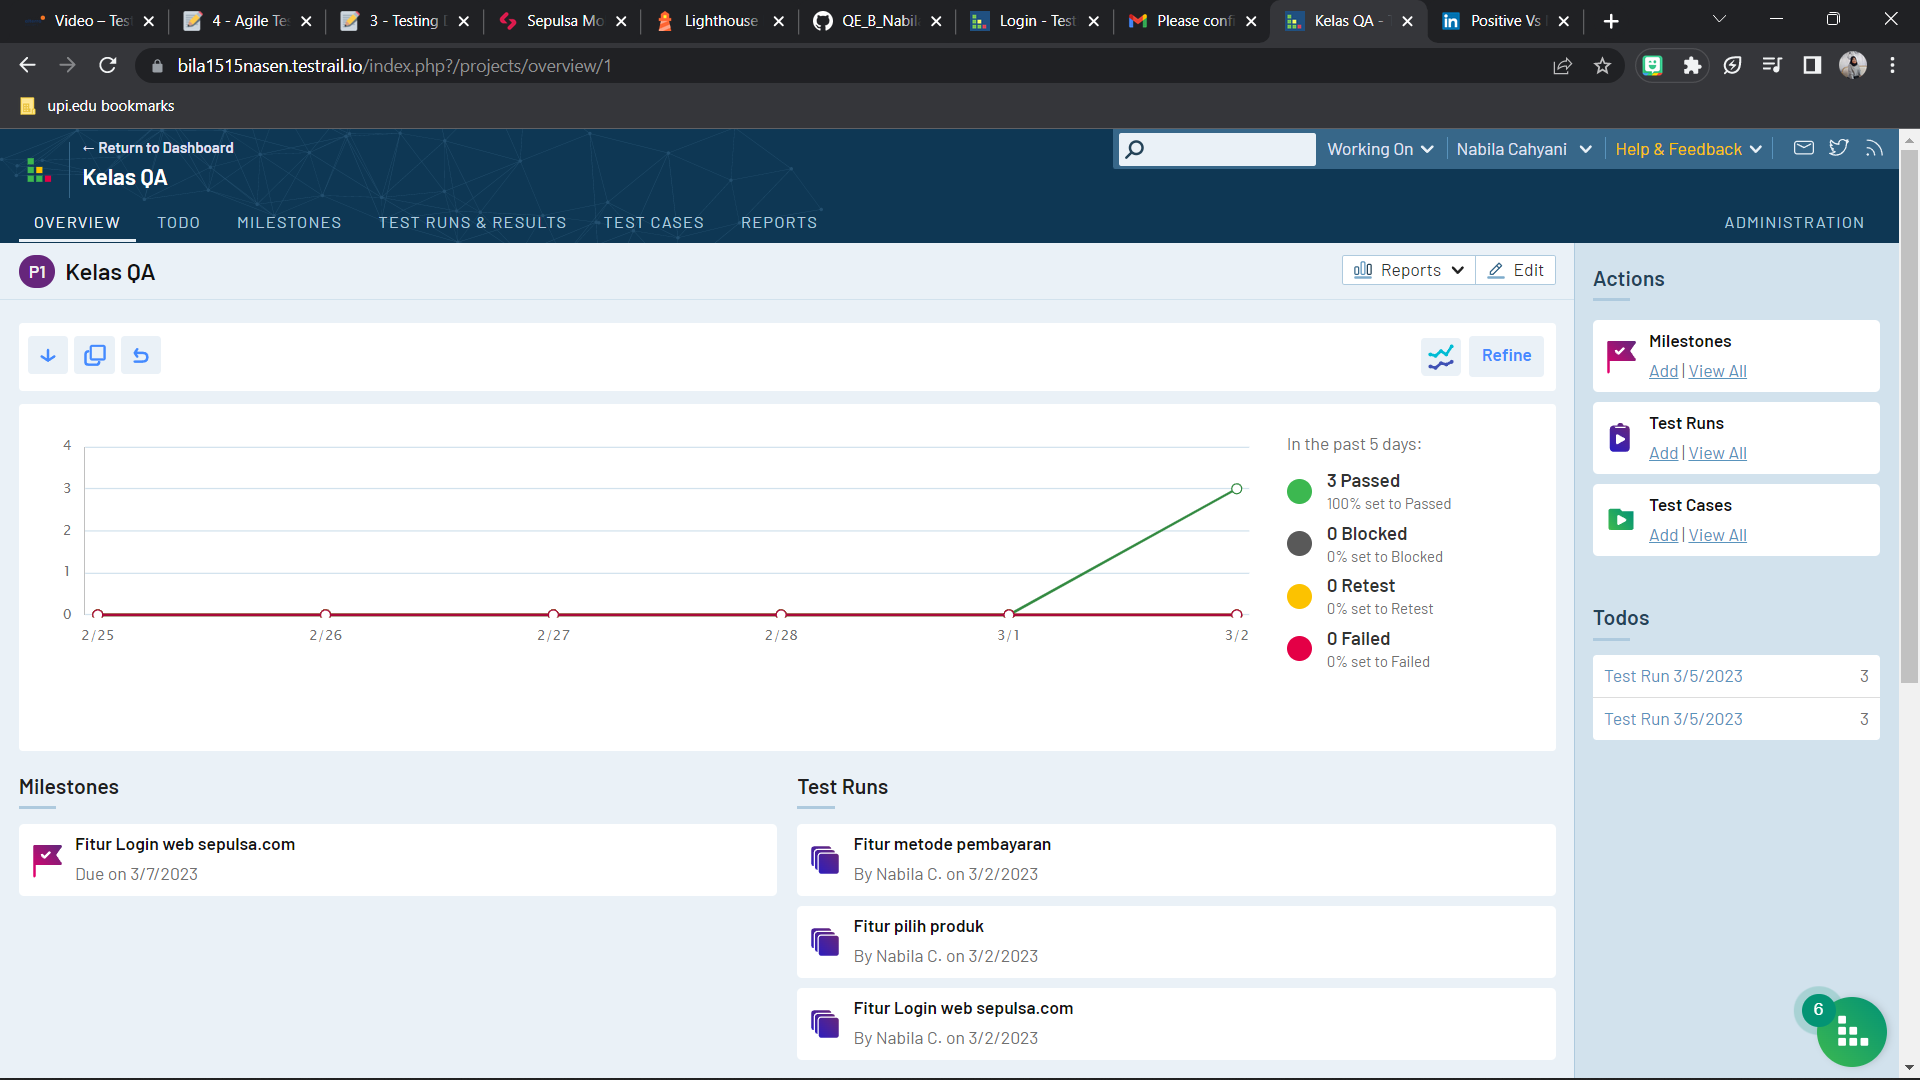 Video – Tes
4 - Agile Te
3 - Testing
Sepulsa Mo
Lighthouse
QE_B_Nabil
Login - Test
Please conf
Kelas QA -
Positive Vs
bila1515nasen.testrail.io/index.php?/projects/overview/1
upi.edu bookmarks
← Return to Dashboard
Kelas QA
Working On
Nabila Cahyani
Help & Feedback
OVERVIEW
TODO
MILESTONES
TEST RUNS & RESULTS
TEST CASES
REPORTS
ADMINISTRATION
P1
Kelas QA
Reports
Edit
Refine
4
3
2
1
0
2/25
2/26
2/27
2/28
3/1
3/2
In the past 5 days:
3 Passed
100% set to Passed
0 Blocked
0% set to Blocked
0 Retest
0% set to Retest
0 Failed
0% set to Failed
Milestones
Fitur Login web sepulsa.com
Due on 3/7/2023
Test Runs
Fitur metode pembayaran
By Nabila C. on 3/2/2023
Fitur pilih produk
By Nabila C. on 3/2/2023
Fitur Login web sepulsa.com
By Nabila C. on 3/2/2023
Actions
Milestones
Add | View All
Test Runs
Add | View All
Test Cases
Add | View All
Todos
Test Run 3/5/2023 3
Test Run 3/5/2023 3
6